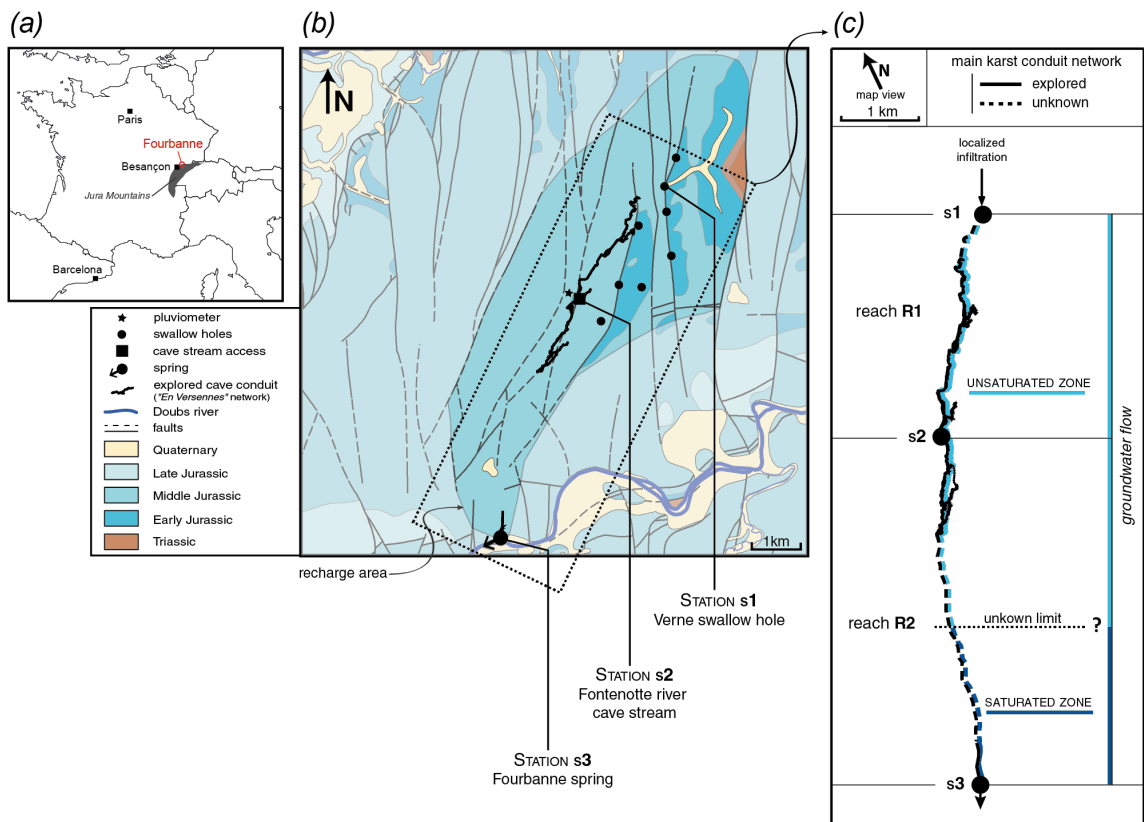 (a)
Paris
Fourbanne
Besançon
Jura Mountains
Barcelona
pluviometer
swallow holes
cave stream access
spring
explored cave conduit
("En Versennes" network)
Doubs river
faults
Quaternary
Late Jurassic
Middle Jurassic
Early Jurassic
Triassic
(b)
N
1km
recharge area
STATION s1
Verne swallow hole
STATION s2
Fontenotte river
cave stream
STATION s3
Fourbanne spring
(c)
N
map view
1 km
main karst conduit network
explored
unknown
localized
infiltration
s1
reach R1
UNSATURATED ZONE
s2
groundwater flow
reach R2
unkown limit
?
SATURATED ZONE
s3